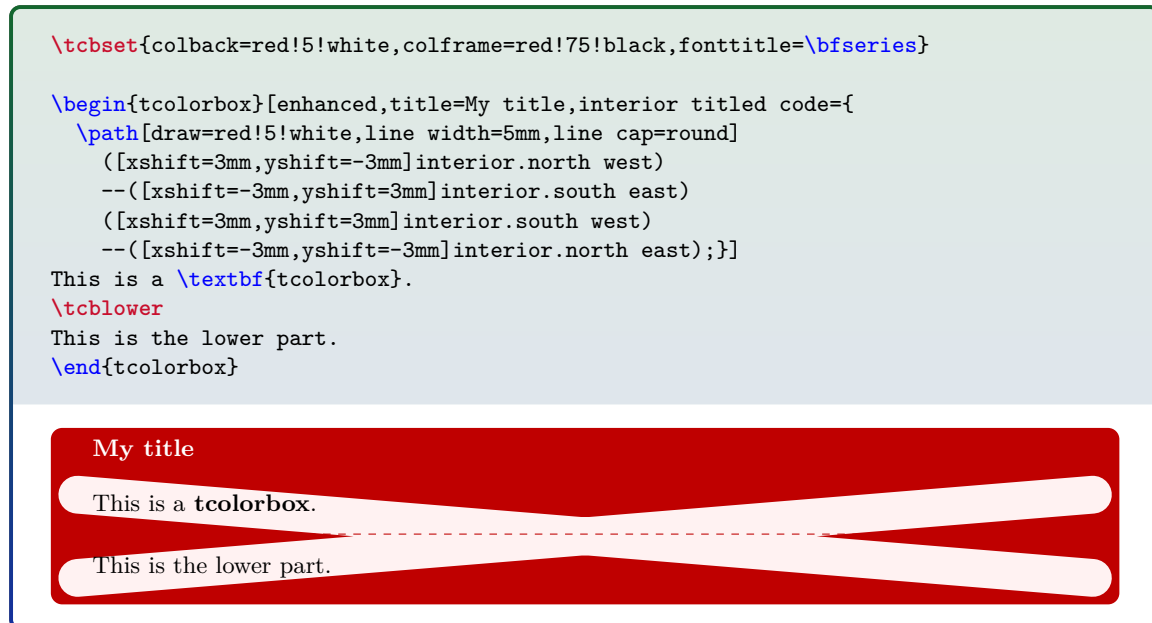 \tcbset{colback=red!5!white,colframe=red!75!black,fonttitle=\bfseries}
\begin{tcolorbox}[enhanced,title=My title,interior titled code={
\path[draw=red!5!white,line width=5mm,line cap=round]
([xshift=3mm,yshift=-3mm]interior.north west)
--([xshift=-3mm,yshift=3mm]interior.south east)
([xshift=3mm,yshift=3mm]interior.south west)
--([xshift=-3mm,yshift=-3mm]interior.north east);}]
This is a \textbf{tcolorbox}.
\tcblower
This is the lower part.
\end{tcolorbox}
My title
This is a tcolorbox.
This is the lower part.